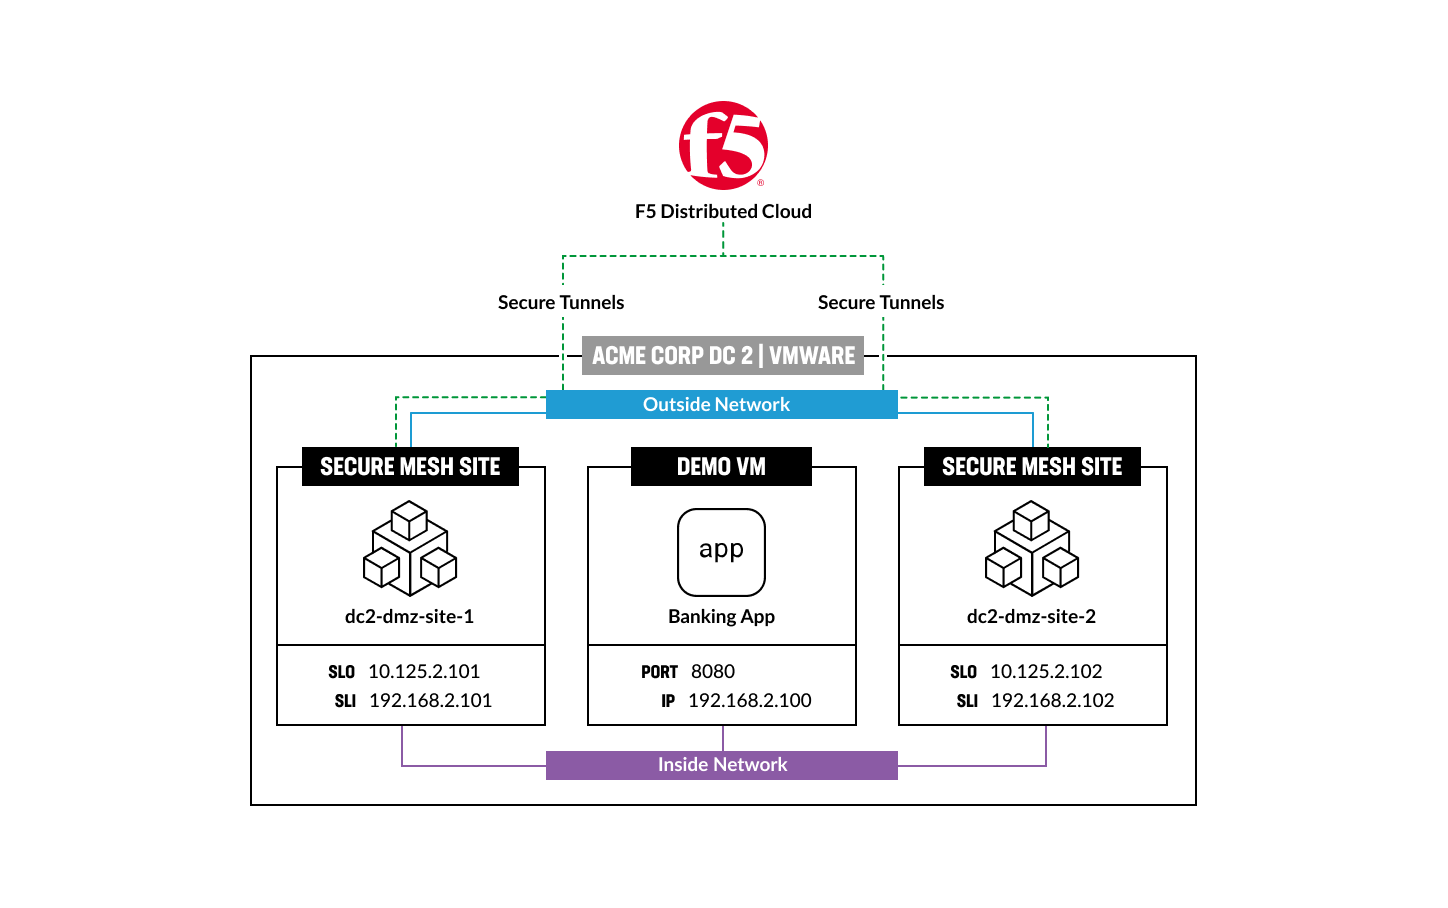 f5
®
F5 Distributed Cloud
Secure Tunnels
Secure Tunnels
ACME CORP DC 2 | VMWARE
Outside Network
SECURE MESH SITE
dc2-dmz-site-1
SLO 10.125.2.101
SLI 192.168.2.101
DEMO VM
app
Banking App
PORT 8080
IP 192.168.2.100
SECURE MESH SITE
dc2-dmz-site-2
SLO 10.125.2.102
SLI 192.168.2.102
Inside Network